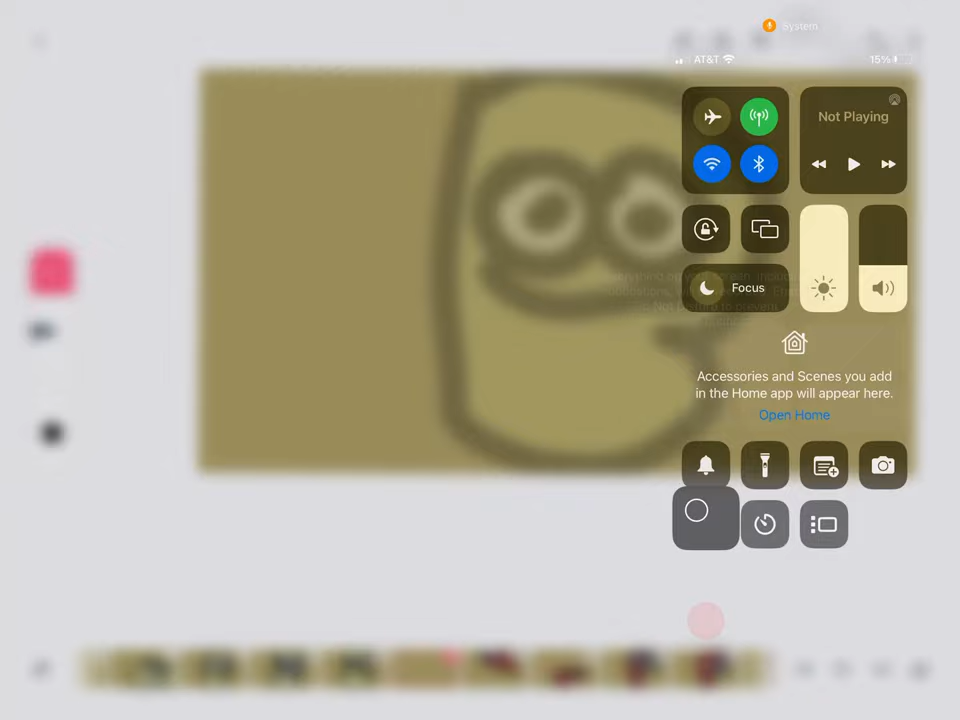 System
AT&T 15%
Not Playing
Focus
Accessories and Scenes you add
in the Home app will appear here.
Open Home